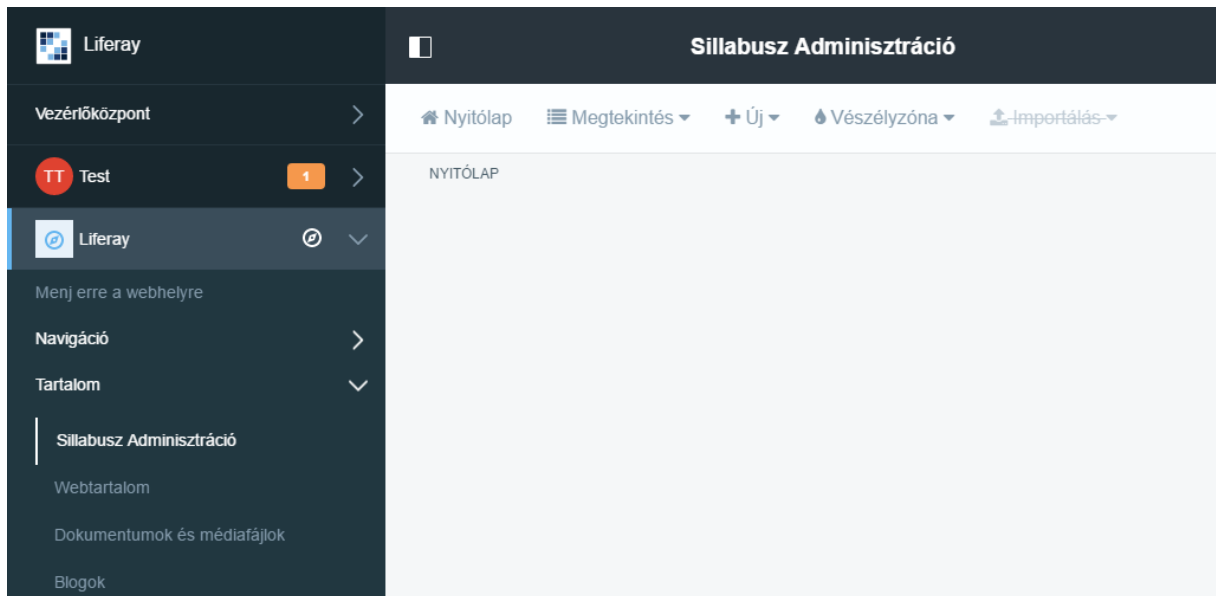 Liferay
Sillabusz Adminisztráció
Vezérlőközpont
Nyitólap Megtekintés Új Vészélyzóna Importálás
TT Test 1
NYITÓLAP
Liferay
Menj erre a webhelyre
Navigáció
Tartalom
Sillabusz Adminisztráció
Webtartalom
Dokumentumok és médiafájlok
Blogok